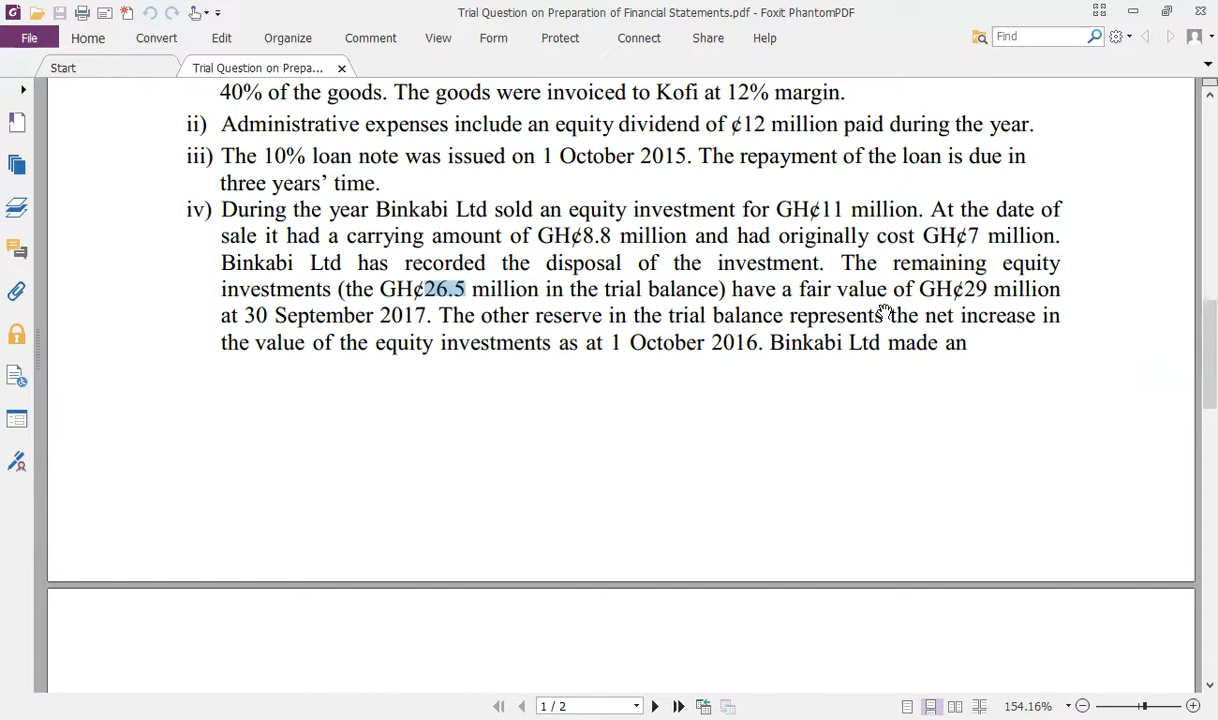 Trial Question on Preparation of Financial Statements.pdf - Foxit PhantomPDF
File Home Convert Edit Organize Comment View Form Protect Connect Share Help Find
Start Trial Question on Prepa...
40% of the goods. The goods were invoiced to Kofi at 12% margin.
ii) Administrative expenses include an equity dividend of ¢12 million paid during the year.
iii) The 10% loan note was issued on 1 October 2015. The repayment of the loan is due in
three years’ time.
iv) During the year Binkabi Ltd sold an equity investment for GH¢11 million. At the date of
sale it had a carrying amount of GH¢8.8 million and had originally cost GH¢7 million.
Binkabi Ltd has recorded the disposal of the investment. The remaining equity
investments (the GH¢26.5 million in the trial balance) have a fair value of GH¢29 million
at 30 September 2017. The other reserve in the trial balance represents the net increase in
the value of the equity investments as at 1 October 2016. Binkabi Ltd made an
1 / 2 154.16%